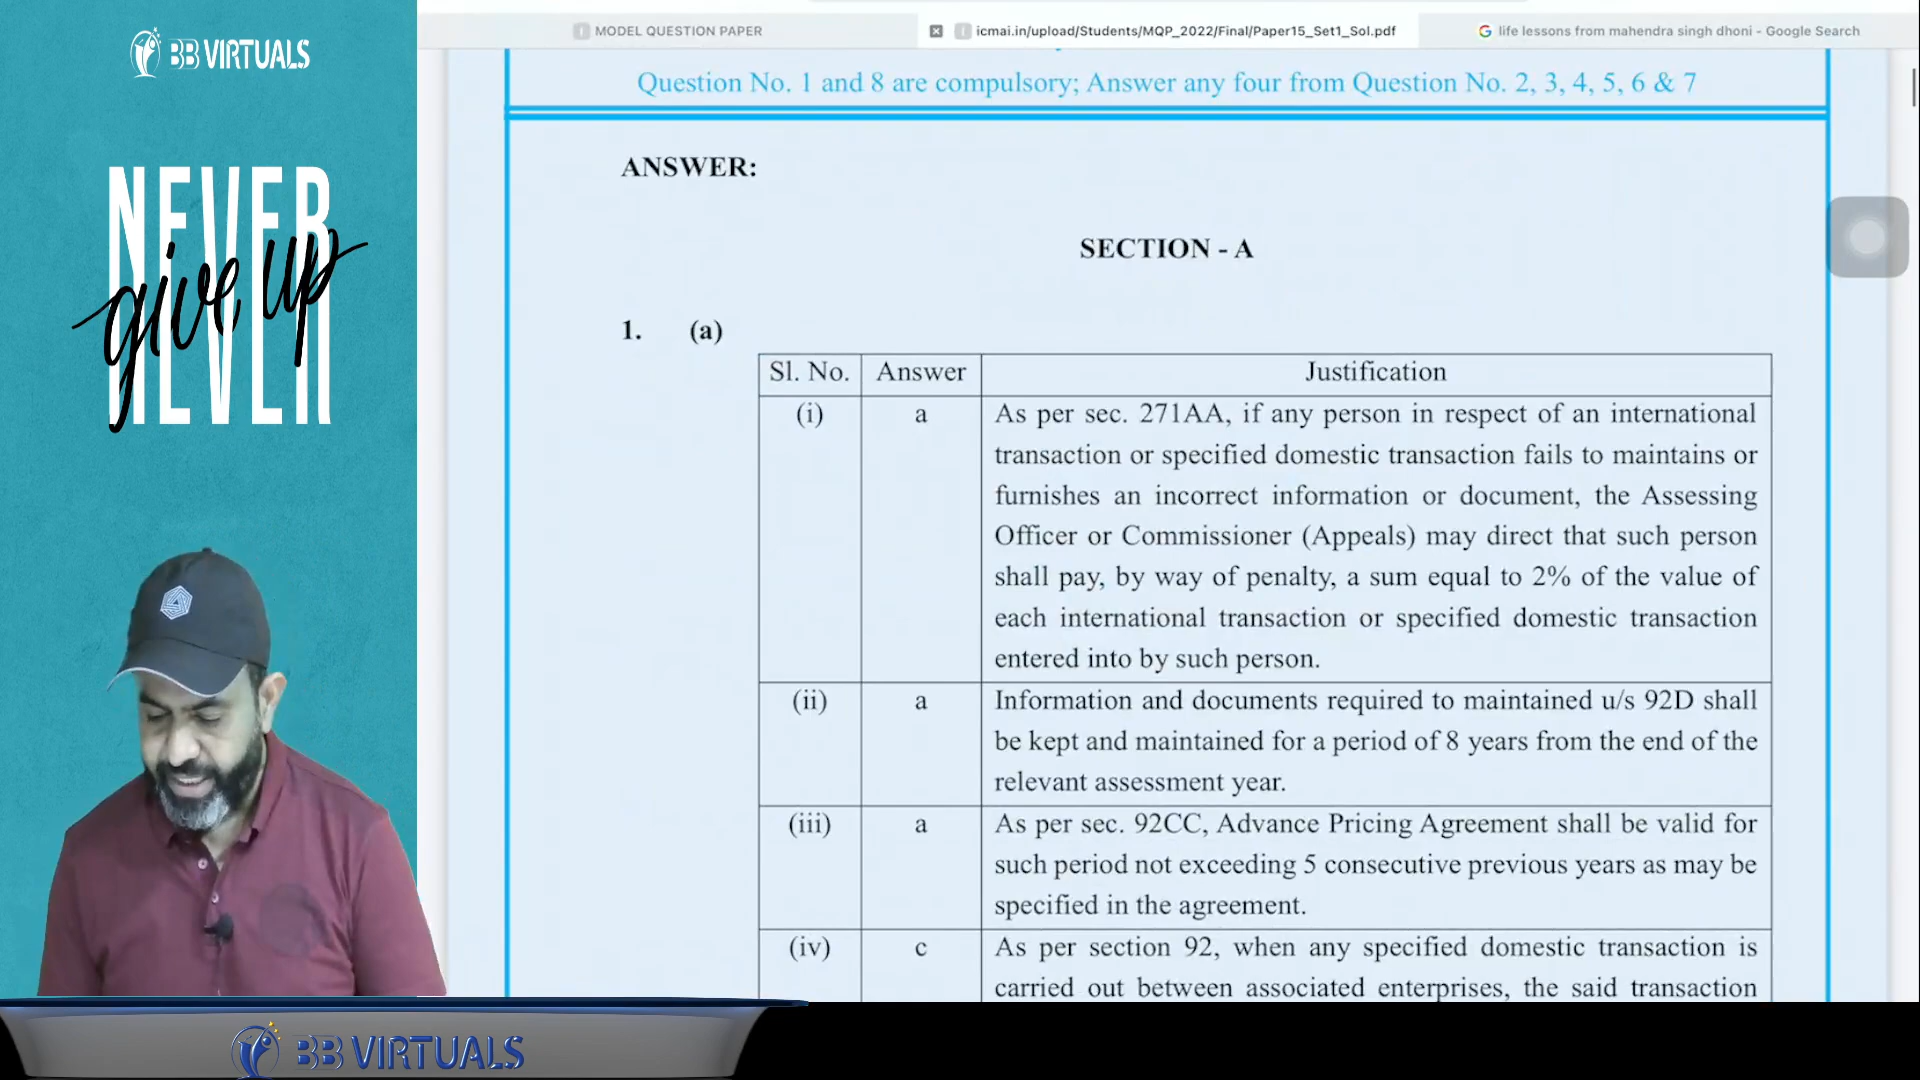 BB VIRTUALS
NEVER
give up
NEVER
MODEL QUESTION PAPER
icmai.in/upload/Students/MQP_2022/Final/Paper15_Set1_Sol.pdf
life lessons from mahendra singh dhoni - Google Search
Question No. 1 and 8 are compulsory; Answer any four from Question No. 2, 3, 4, 5, 6 & 7
ANSWER:
SECTION - A
1. (a)
Sl. No. Answer Justification
(i) a As per sec. 271AA, if any person in respect of an international
transaction or specified domestic transaction fails to maintains or
furnishes an incorrect information or document, the Assessing
Officer or Commissioner (Appeals) may direct that such person
shall pay, by way of penalty, a sum equal to 2% of the value of
each international transaction or specified domestic transaction
entered into by such person.
(ii) a Information and documents required to maintained u/s 92D shall
be kept and maintained for a period of 8 years from the end of the
relevant assessment year.
(iii) a As per sec. 92CC, Advance Pricing Agreement shall be valid for
such period not exceeding 5 consecutive previous years as may be
specified in the agreement.
(iv) c As per section 92, when any specified domestic transaction is
carried out between associated enterprises, the said transaction
BB VIRTUALS